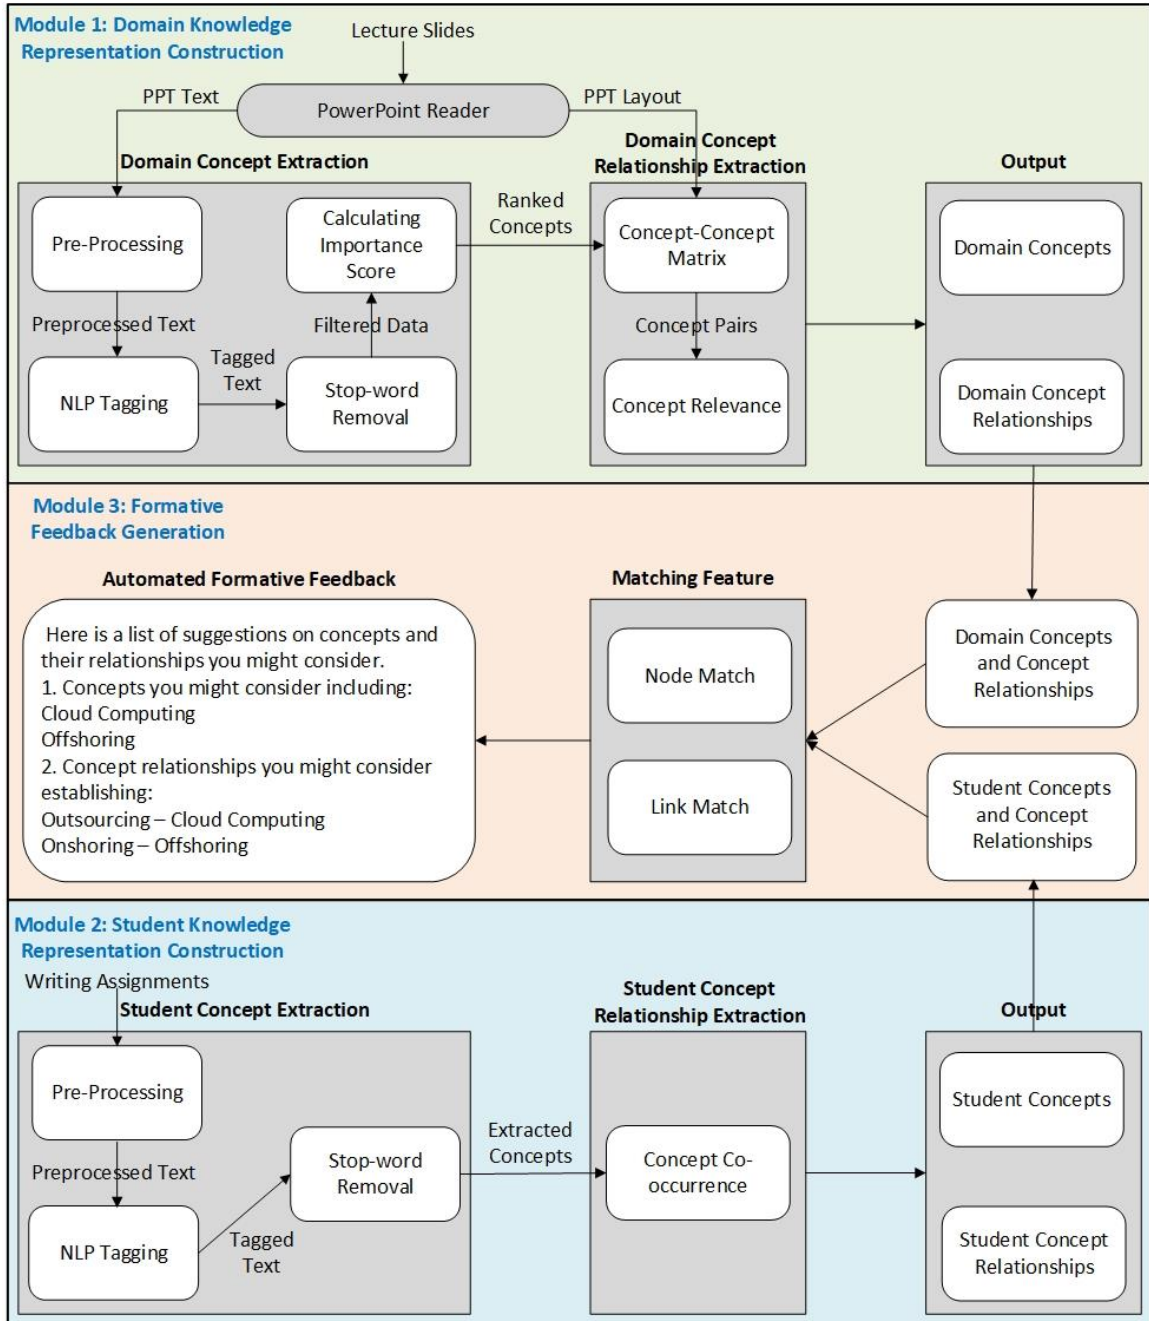 Module 1: Domain Knowledge
Representation Construction
Lecture Slides
PPT Text
PowerPoint Reader
PPT Layout
Domain Concept Extraction
Domain Concept
Relationship Extraction
Output
Pre-Processing
Calculating
Importance
Score
Ranked
Concepts
Concept-Concept
Matrix
Domain Concepts
Preprocessed Text
Filtered Data
Concept Pairs
NLP Tagging
Tagged
Text
Stop-word
Removal
Concept Relevance
Domain Concept
Relationships
Module 3: Formative
Feedback Generation
Automated Formative Feedback
Matching Feature
Here is a list of suggestions on concepts and
their relationships you might consider.
1. Concepts you might consider including:
Cloud Computing
Offshoring
2. Concept relationships you might consider
establishing:
Outsourcing – Cloud Computing
Onshoring – Offshoring
Node Match
Link Match
Domain Concepts
and Concept
Relationships
Student Concepts
and Concept
Relationships
Module 2: Student Knowledge
Representation Construction
Writing Assignments
Student Concept Extraction
Student Concept
Relationship Extraction
Output
Pre-Processing
Preprocessed Text
NLP Tagging
Tagged
Text
Stop-word
Removal
Extracted
Concepts
Concept Co-
occurrence
Student Concepts
Student Concept
Relationships